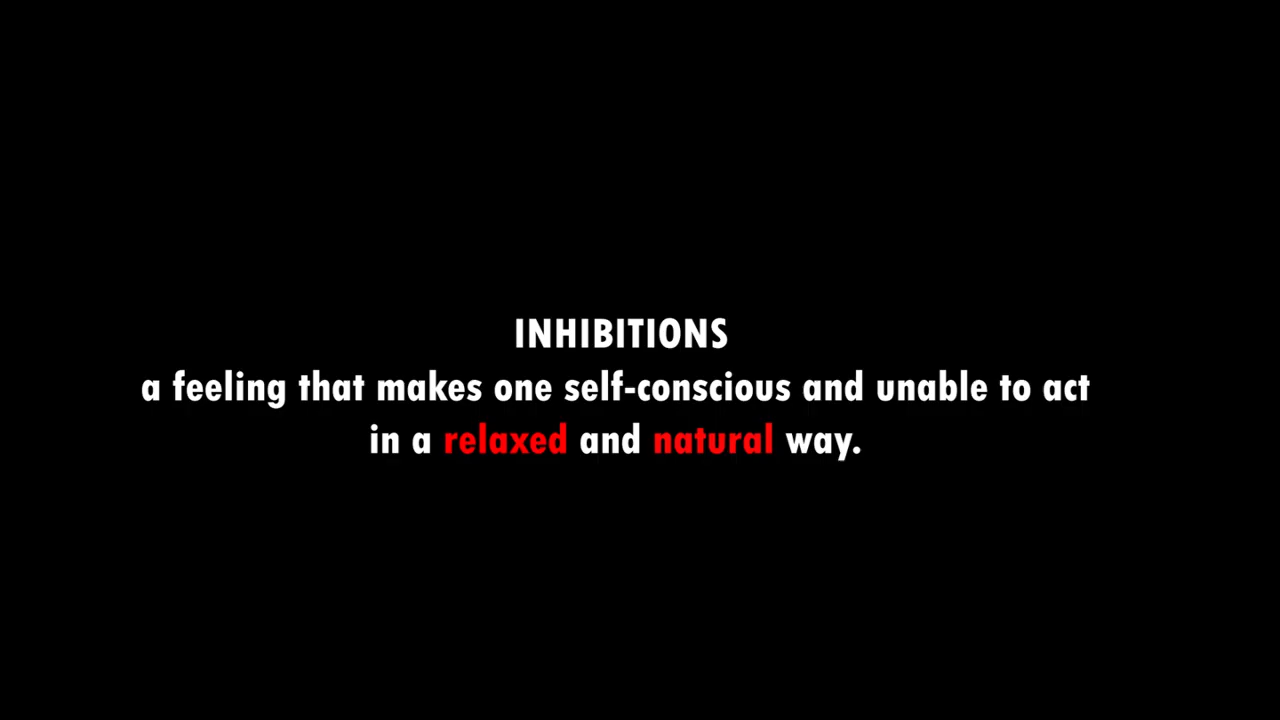 INHIBITIONS
a feeling that makes one self-conscious and unable to act
in a relaxed and natural way.